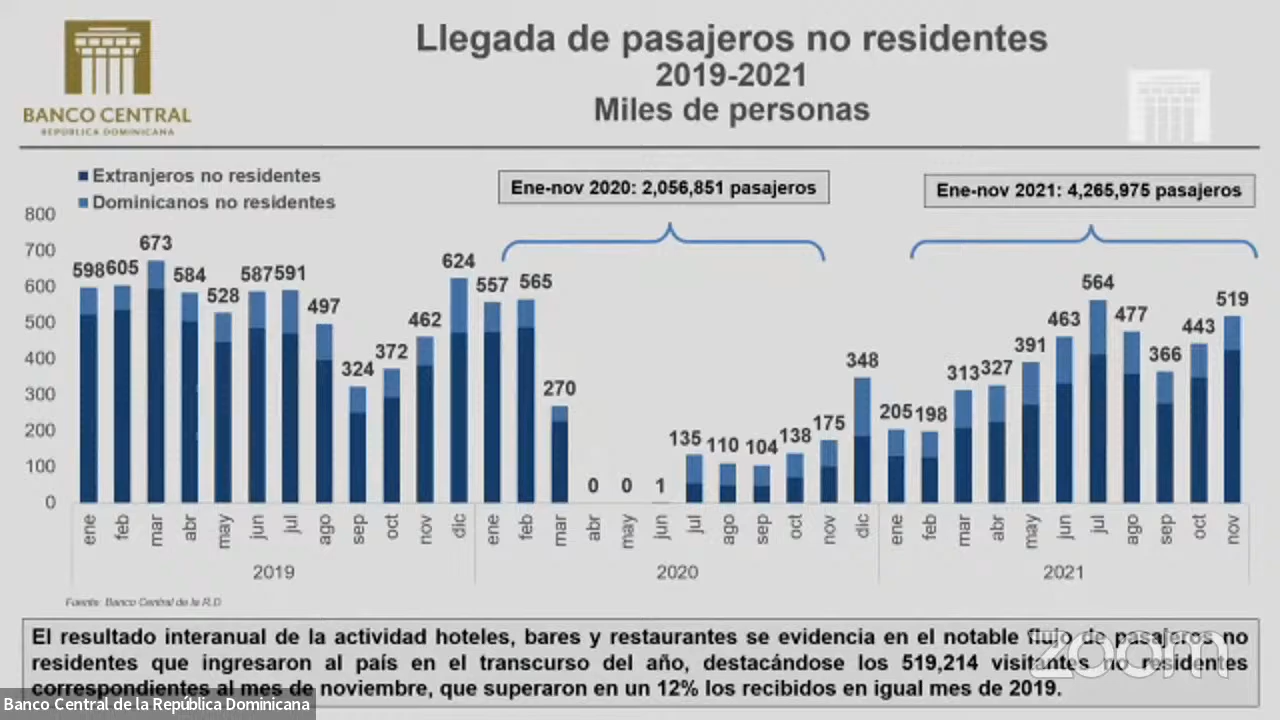 BANCO CENTRAL
REPÚBLICA DOMINICANA
Llegada de pasajeros no residentes
2019-2021
Miles de personas
Extranjeros no residentes
Dominicanos no residentes
Ene-nov 2020: 2,056,851 pasajeros
Ene-nov 2021: 4,265,975 pasajeros
800
700
600
500
400
300
200
100
0
598 605 673 584 528 587 591 497 324 372 462 624 557 565 270 0 0 1 135 110 104 138 175 348 205 198 313 327 391 463 564 477 366 443 519
ene feb mar abr may jun jul ago sep oct nov dic ene feb mar abr may jun jul ago sep oct nov dic ene feb mar abr may jun jul ago sep oct nov
2019 2020 2021
Fuente: Banco Central de la R.D
El resultado interanual de la actividad hoteles, bares y restaurantes se evidencia en el notable flujo de pasajeros no
residentes que ingresaron al país en el transcurso del año, destacándose los 519,214 visitantes no residentes
correspondientes al mes de noviembre, que superaron en un 12% los recibidos en igual mes de 2019.
zoom
Banco Central de la República Dominicana